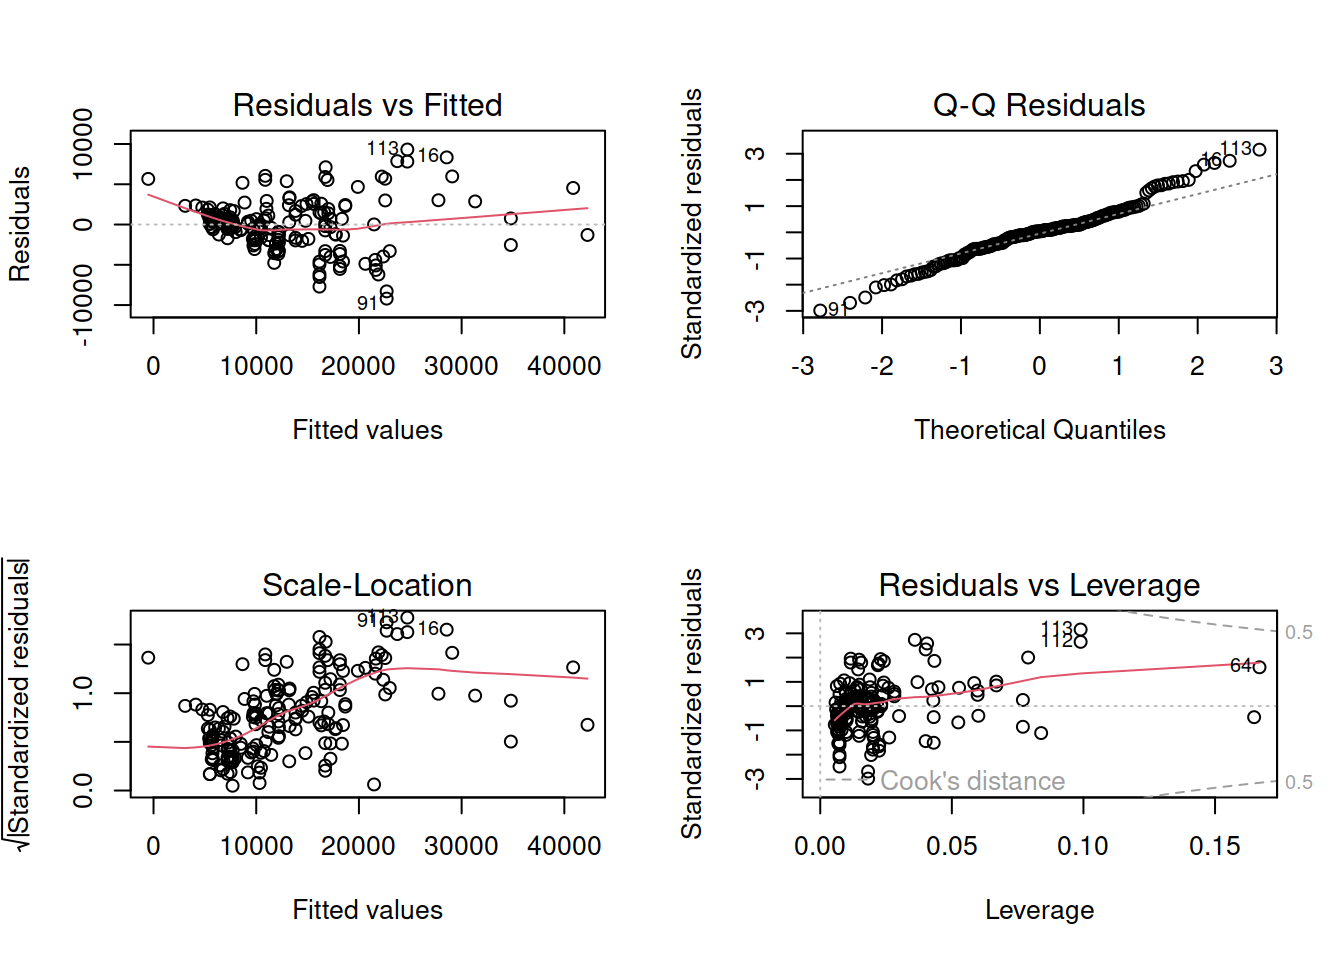 Residuals vs Fitted
Residuals
10000
0
-10000
113
16
91
0 10000 20000 30000 40000
Fitted values
Q-Q Residuals
Standardized residuals
3
1
-1
-3
113
16
91
-3 -2 -1 0 1 2 3
Theoretical Quantiles
Scale-Location
√|Standardized residuals|
1.0
0.0
113
91
16
0 10000 20000 30000 40000
Fitted values
Residuals vs Leverage
Standardized residuals
3
1
-1
-3
113
112
64
0.5
0.5
Cook's distance
0.00 0.05 0.10 0.15
Leverage